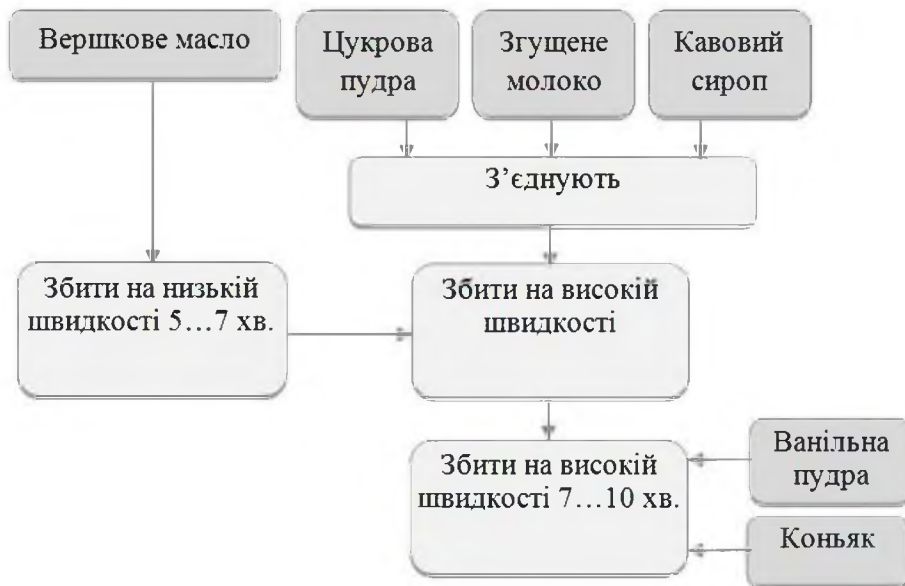 Вершкове масло
Цукрова
пудра
Згущене
молоко
Кавовий
сироп
З’єднують
Збити на низькій
швидкості 5…7 хв.
Збити на високій
швидкості
Збити на високій
швидкості 7…10 хв.
Ванільна
пудра
Коньяк